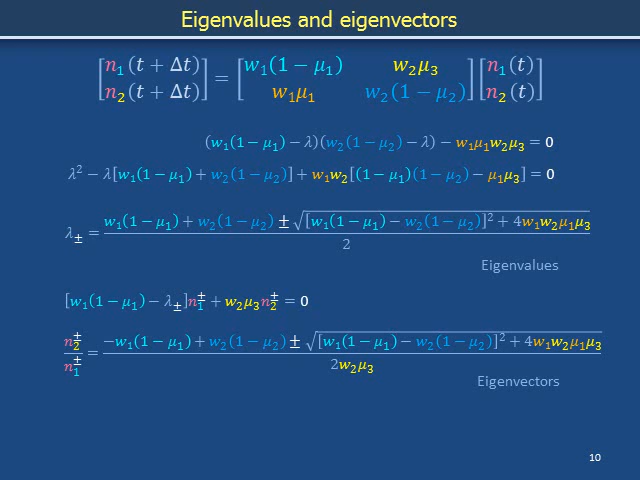 Eigenvalues and eigenvectors
[n₁(t + Δt) n₂(t + Δt)] = [w₁(1 − μ₁) w₂μ₃ w₁μ₁ w₂(1 − μ₂)] [n₁(t) n₂(t)]
(w₁(1 − μ₁) − λ)(w₂(1 − μ₂) − λ) − w₁μ₁w₂μ₃ = 0
λ² − λ[w₁(1 − μ₁) + w₂(1 − μ₂)] + w₁w₂[(1 − μ₁)(1 − μ₂) − μ₁μ₃] = 0
λ± = (w₁(1 − μ₁) + w₂(1 − μ₂) ± √([w₁(1 − μ₁) − w₂(1 − μ₂)]² + 4w₁w₂μ₁μ₃)) / 2
Eigenvalues
[w₁(1 − μ₁) − λ±]n₁± + w₂μ₃n₂± = 0
n₂± / n₁± = (−w₁(1 − μ₁) + w₂(1 − μ₂) ± √([w₁(1 − μ₁) − w₂(1 − μ₂)]² + 4w₁w₂μ₁μ₃)) / 2w₂μ₃
Eigenvectors
10